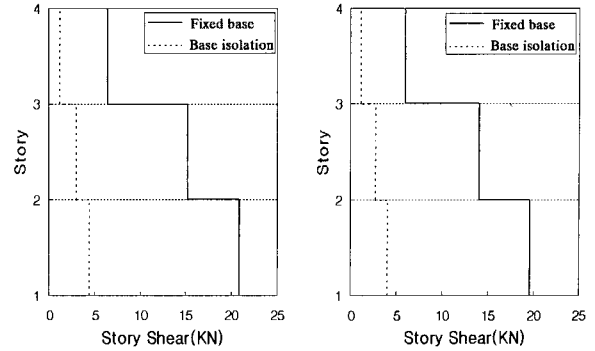 4
Fixed base
Base isolation
3
Story
2
1
0 5 10 15 20 25
Story Shear(KN)
4
Fixed base
Base isolation
3
Story
2
1
0 5 10 15 20 25
Story Shear(KN)